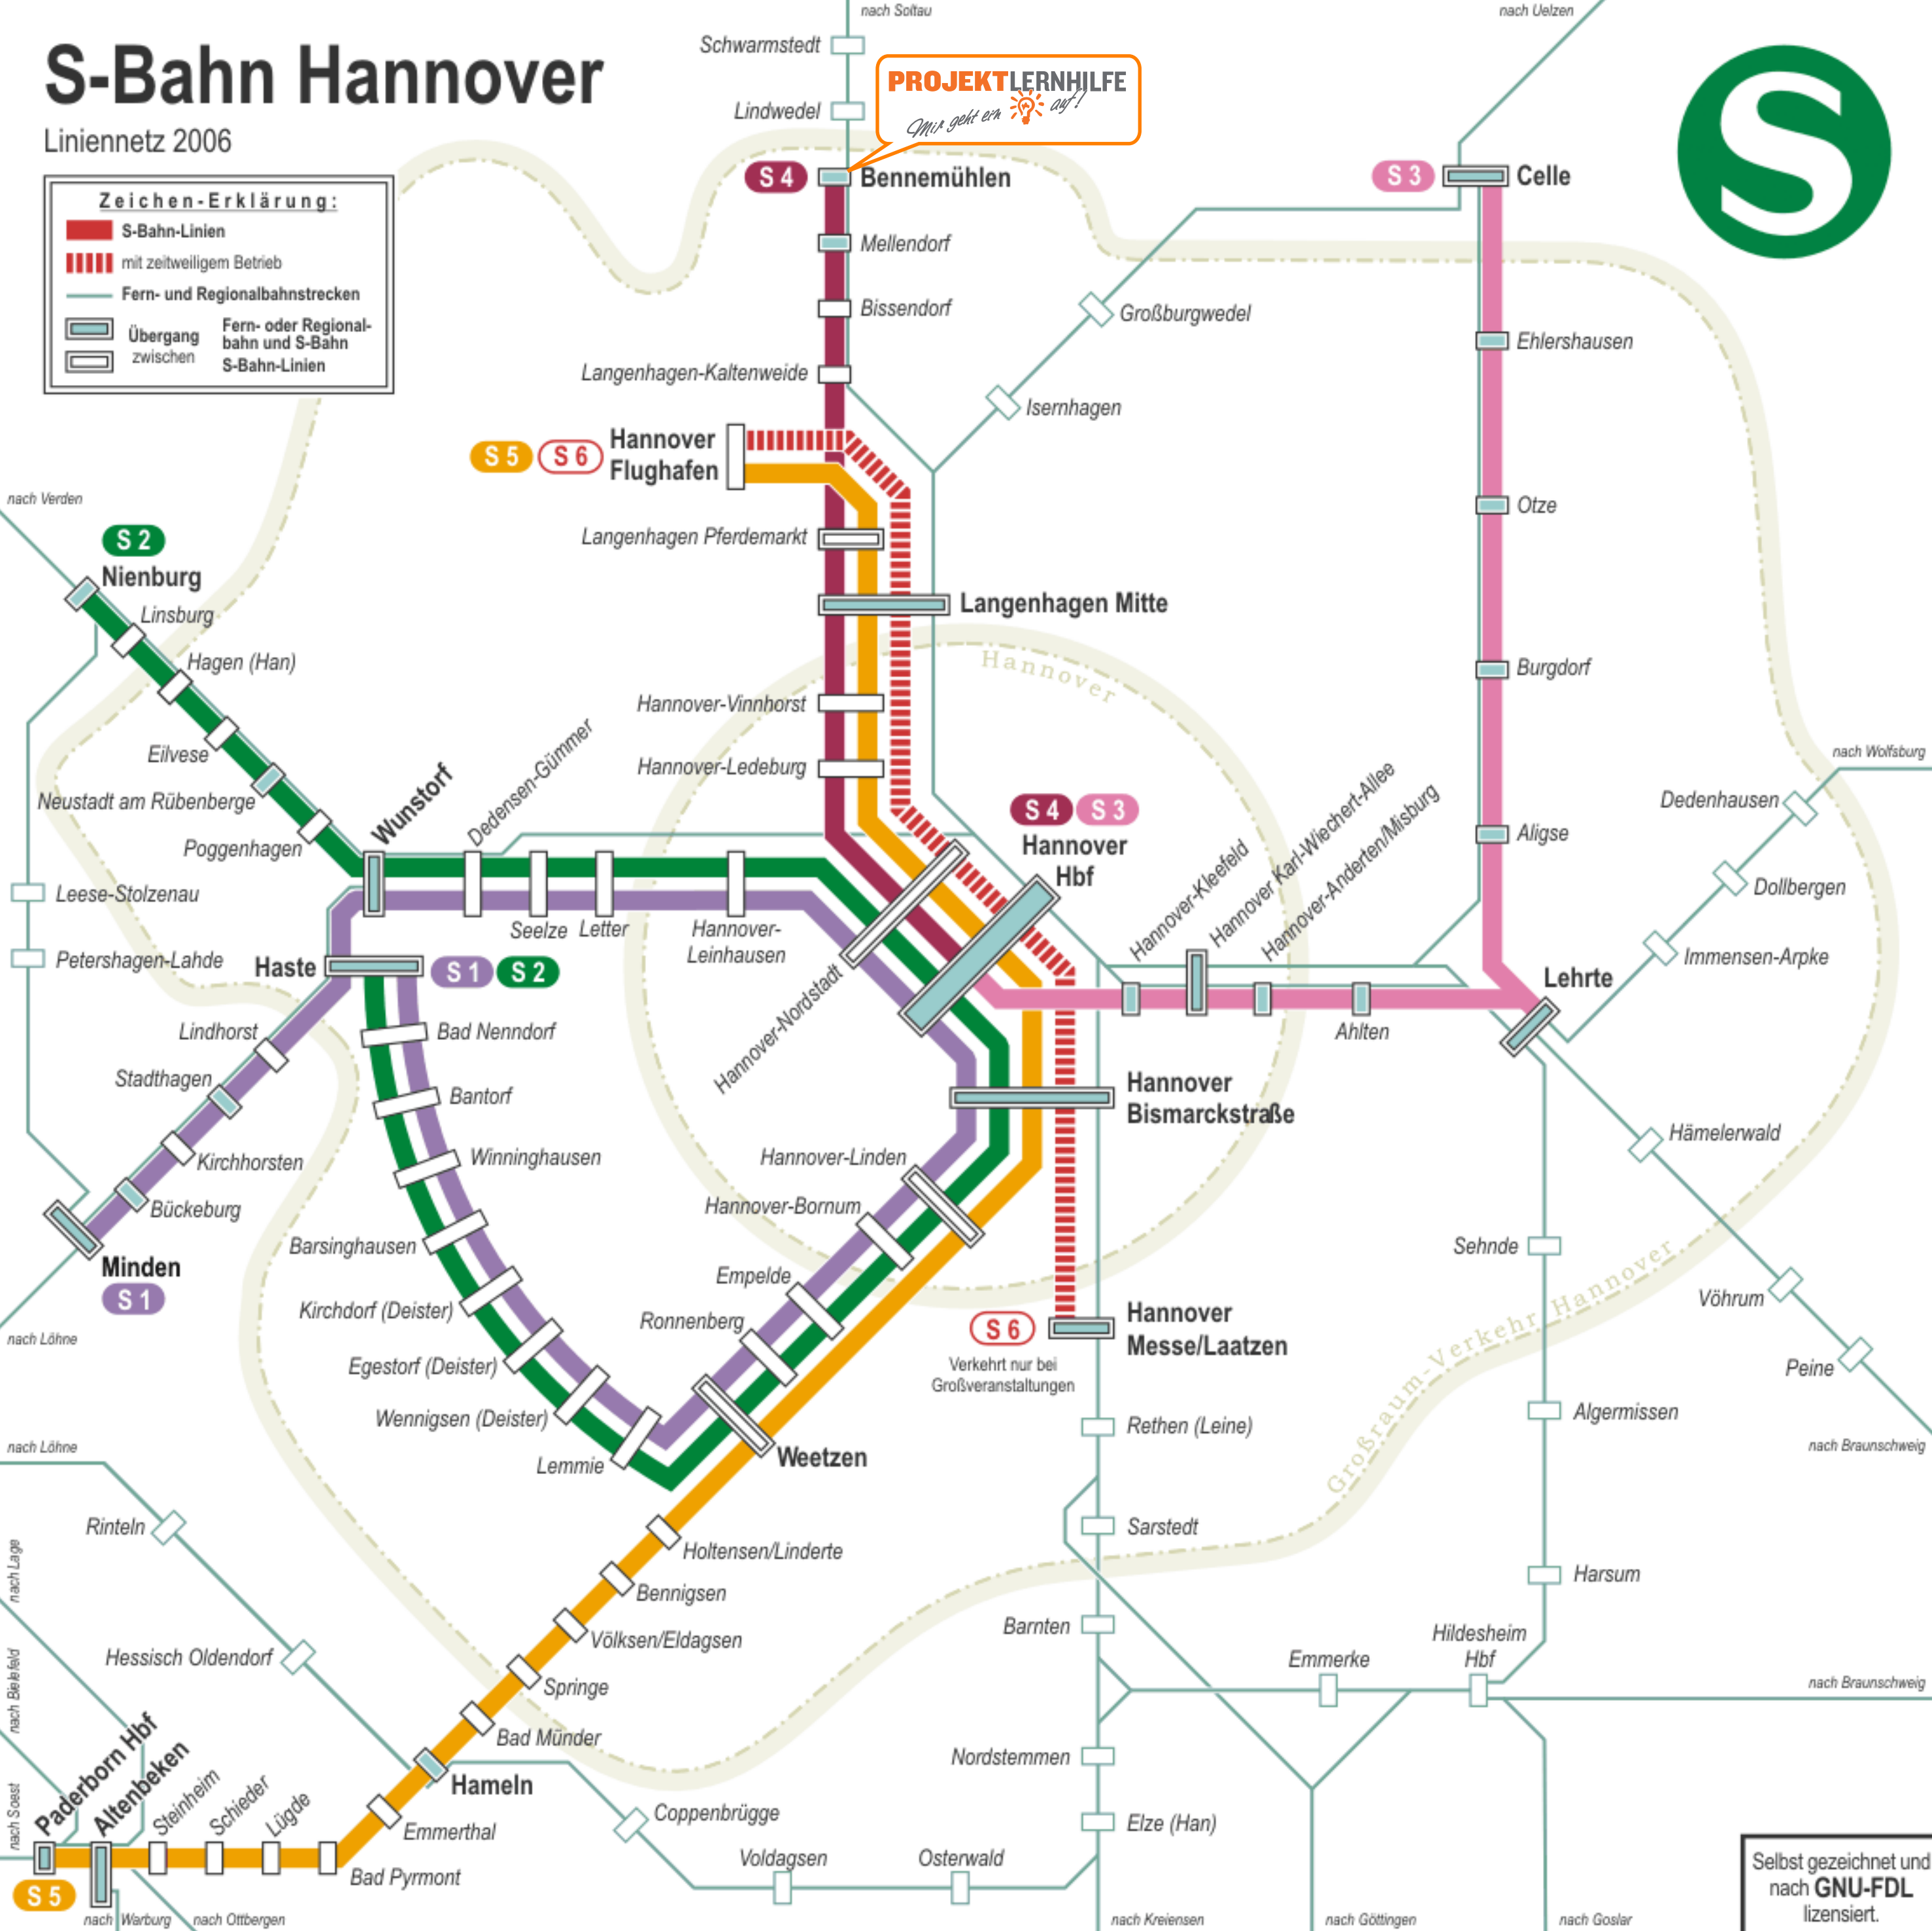 S-Bahn Hannover
Liniennetz 2006
Zeichen-Erklärung:
S-Bahn-Linien
mit zeitweiligem Betrieb
Fern- und Regionalbahnstrecken
Übergang
zwischen
Fern- oder Regional-
bahn und S-Bahn
S-Bahn-Linien
nach Soltau
Schwarmstedt
Lindwedel
PROJEKTLERNHILFE
Mir geht ein auf!
nach Uelzen
S
S 4
Bennemühlen
S 3
Celle
Mellendorf
Bissendorf
Langenhagen-Kaltenweide
Großburgwedel
Isernhagen
Ehlershausen
Otze
Burgdorf
Aligse
S 5
S 6
Hannover
Flughafen
Langenhagen Pferdemarkt
Langenhagen Mitte
Hannover
Hannover-Vinnhorst
Hannover-Ledeburg
nach Verden
S 2
Nienburg
Linsburg
Hagen (Han)
Eilvese
Neustadt am Rübenberge
Poggenhagen
Wunstorf
Dedensen-Gümmer
Seelze
Letter
Hannover-
Leinhausen
Hannover-Nordstadt
S 4
S 3
Hannover
Hbf
Hannover-Kleefeld
Hannover Karl-Wiechert-Allee
Hannover-Anderten/Misburg
Ahlten
Lehrte
nach Wolfsburg
Dedenhausen
Dollbergen
Immensen-Arpke
Leese-Stolzenau
Petershagen-Lahde
Haste
S 1
S 2
Lindhorst
Stadthagen
Kirchhorsten
Bückeburg
Minden
S 1
nach Löhne
Bad Nenndorf
Bantorf
Winninghausen
Barsinghausen
Kirchdorf (Deister)
Egestorf (Deister)
Wennigsen (Deister)
Lemmie
Hannover
Bismarckstraße
Hannover-Linden
Hannover-Bornum
Empelde
Ronnenberg
Weetzen
S 6
Verkehrt nur bei
Großveranstaltungen
Hannover
Messe/Laatzen
Hämelerwald
Vöhrum
Peine
nach Braunschweig
Sehnde
Großraum-Verkehr Hannover
Algermissen
Harsum
Rethen (Leine)
Sarstedt
Barnten
Nordstemmen
Elze (Han)
Emmerke
Hildesheim
Hbf
nach Braunschweig
nach Löhne
Rinteln
Hessisch Oldendorf
Holtensen/Linderte
Bennigsen
Völksen/Eldagsen
Springe
Bad Münder
Hameln
Emmerthal
Bad Pyrmont
Lügde
Schieder
Steinheim
Altenbeken
Paderborn Hbf
S 5
nach Lage
nach Bielefeld
nach Soest
nach Warburg
nach Ottbergen
Coppenbrügge
Voldagsen
Osterwald
nach Kreiensen
nach Göttingen
nach Goslar
Selbst gezeichnet und
nach GNU-FDL
lizensiert.